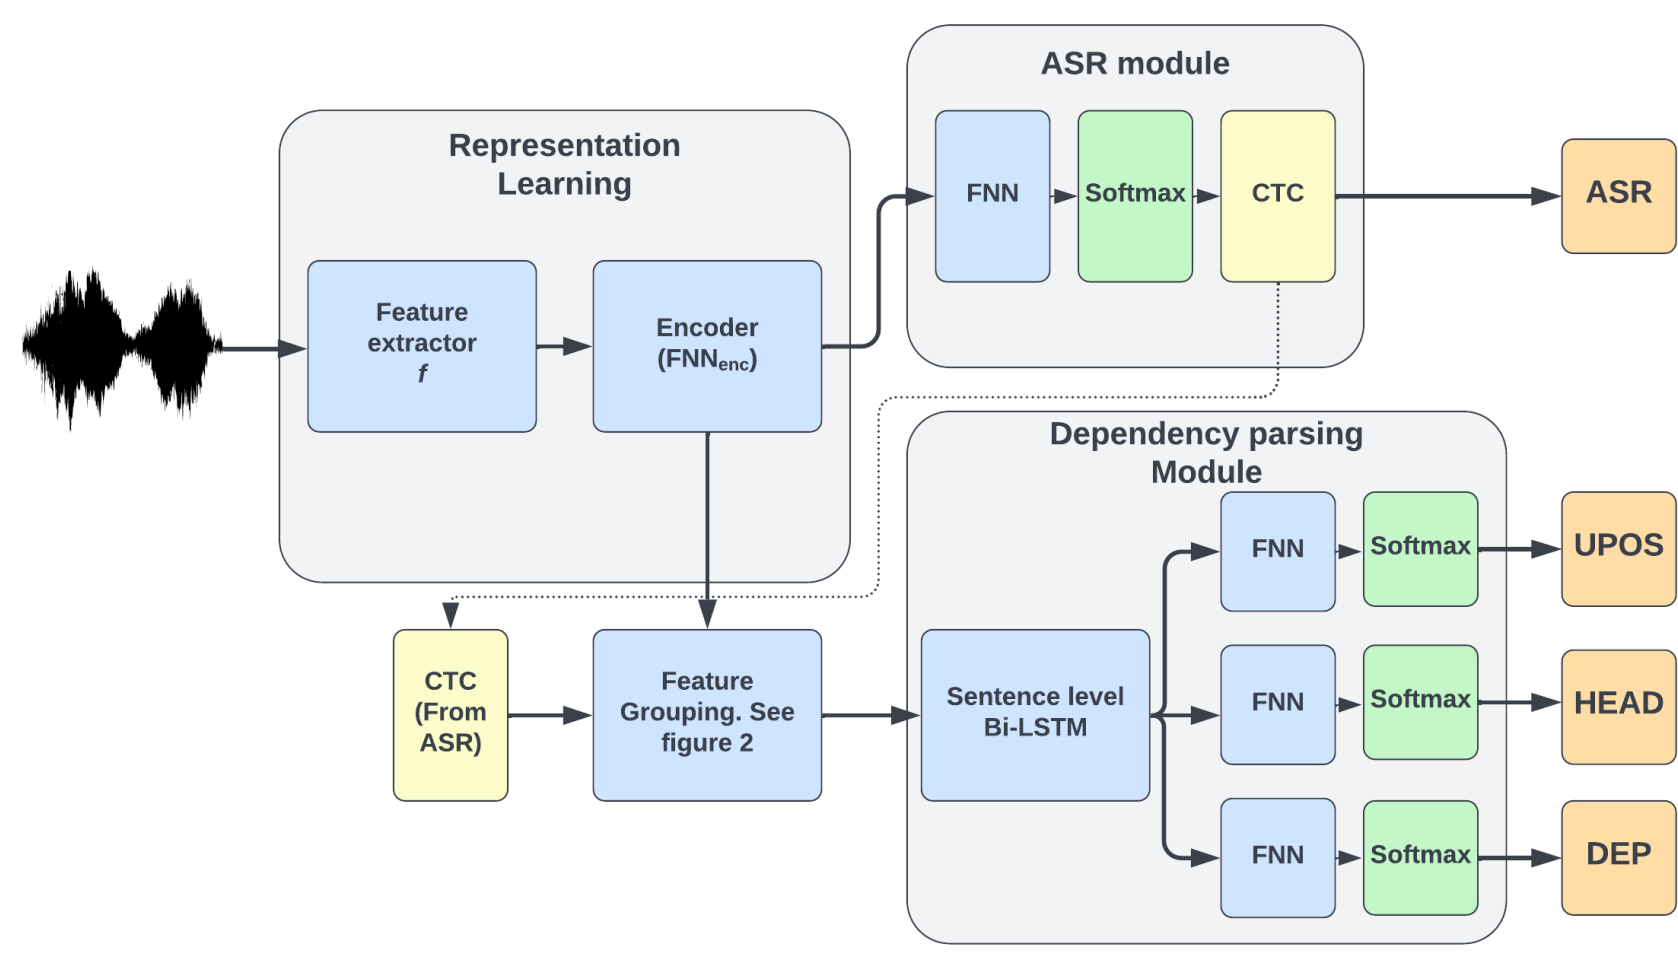 ASR module
FNN
Softmax
CTC
ASR
Representation
Learning
Feature
extractor
f
Encoder
(FNNenc)
Dependency parsing
Module
CTC
(From
ASR)
Feature
Grouping. See
figure 2
Sentence level
Bi-LSTM
FNN
Softmax
UPOS
FNN
Softmax
HEAD
FNN
Softmax
DEP